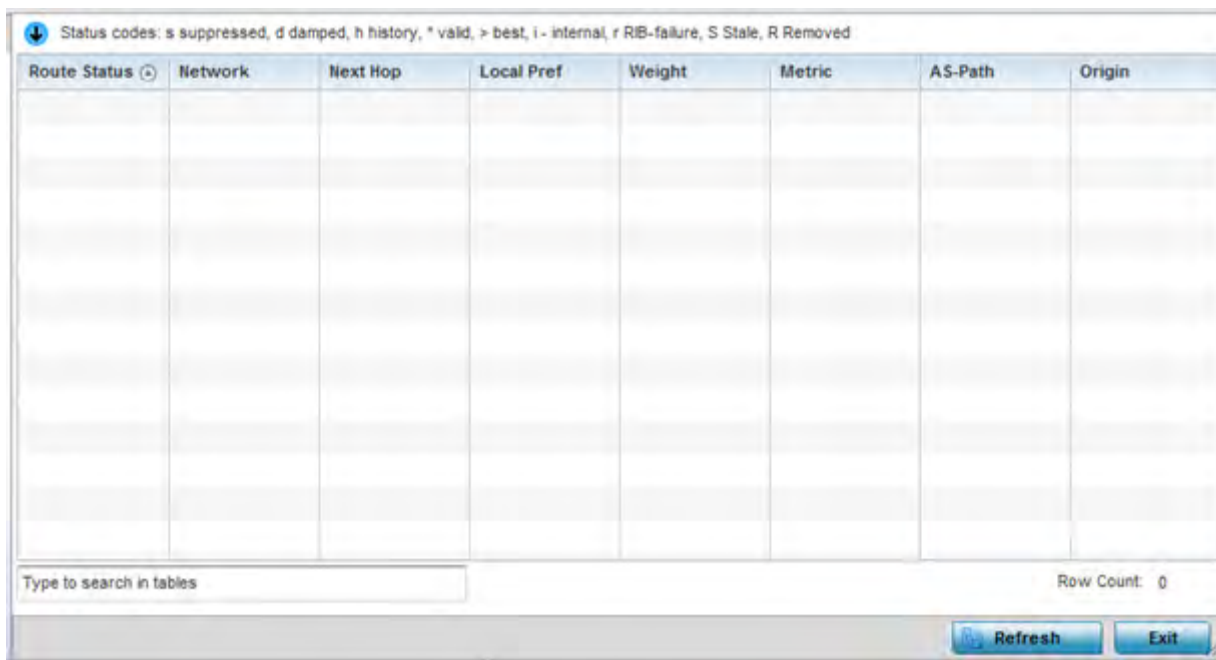 Status codes: s suppressed, d damped, h history, * valid, > best, i - internal, r RIB-failure, S Stale, R Removed
Route Status Network Next Hop Local Pref Weight Metric AS-Path Origin
Type to search in tables Row Count: 0
Refresh Exit